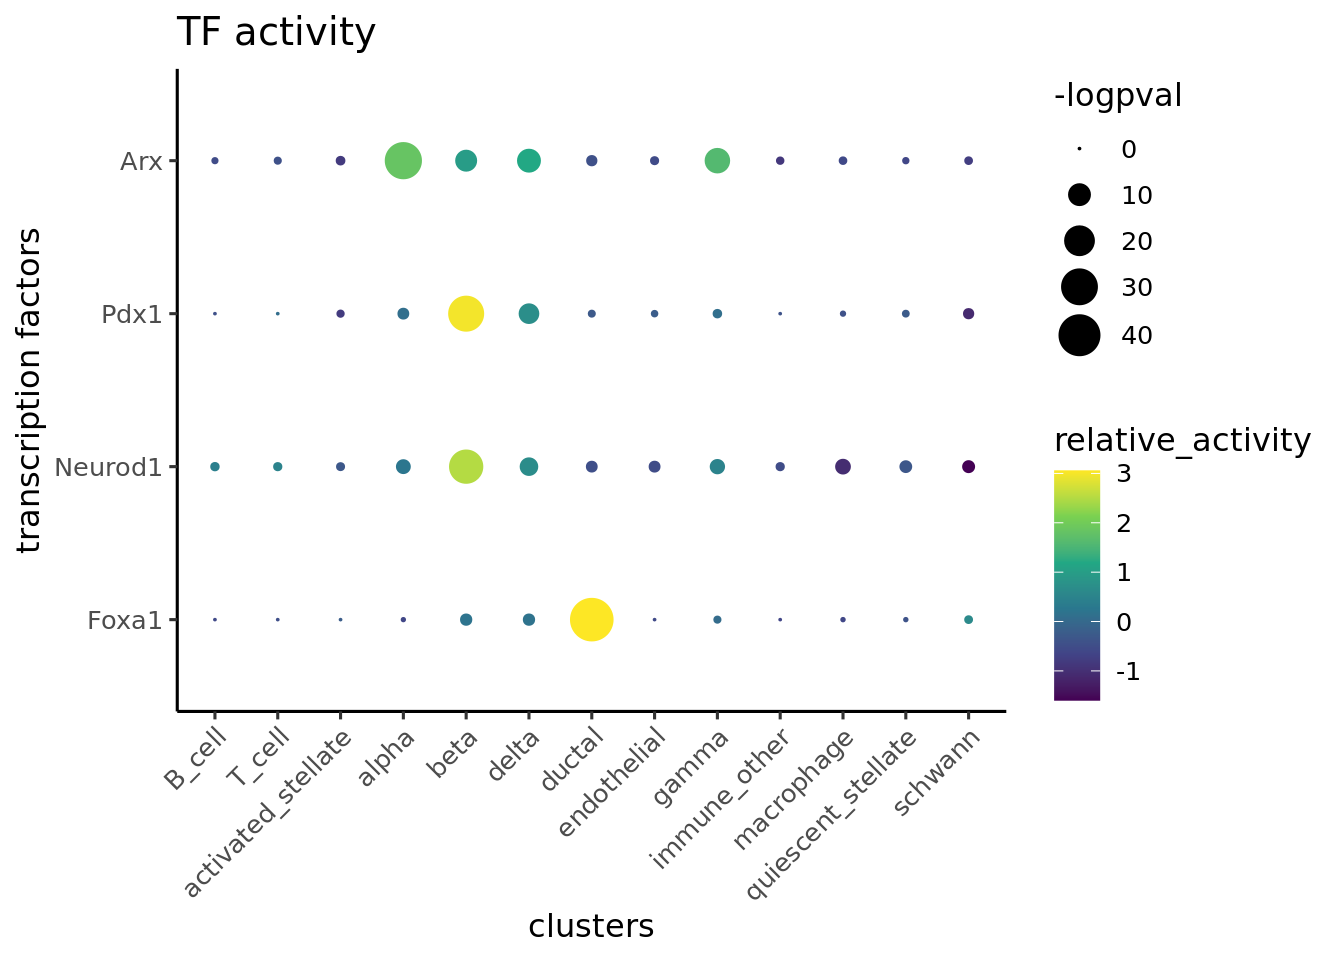 TF activity
transcription factors
Arx
Pdx1
Neurod1
Foxa1
B_cell
T_cell
activated_stellate
alpha
beta
delta
ductal
endothelial
gamma
immune_other
macrophage
quiescent_stellate
schwann
clusters
-logpval
0
10
20
30
40
relative_activity
3
2
1
0
-1